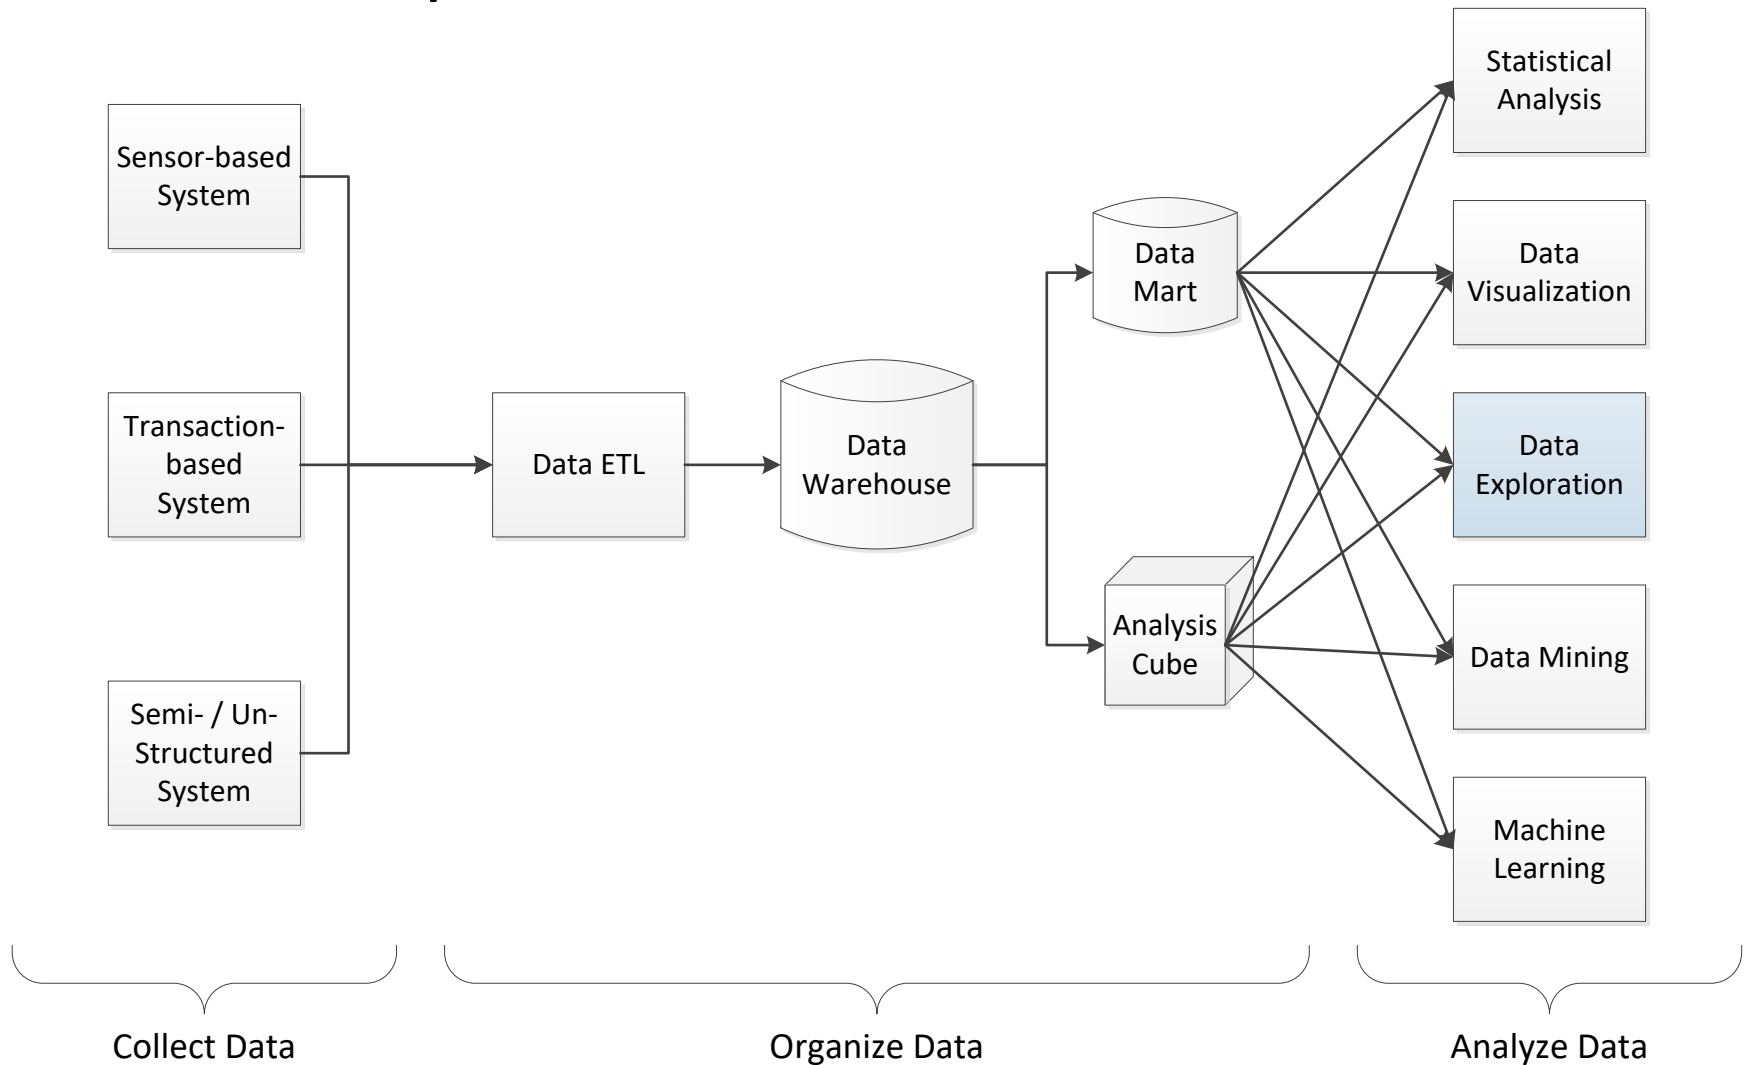 Sensor-based
System
Transaction-
based
System
Semi- / Un-
Structured
System
Data ETL
Data
Warehouse
Data
Mart
Analysis
Cube
Statistical
Analysis
Data
Visualization
Data
Exploration
Data Mining
Machine
Learning
Collect Data
Organize Data
Analyze Data